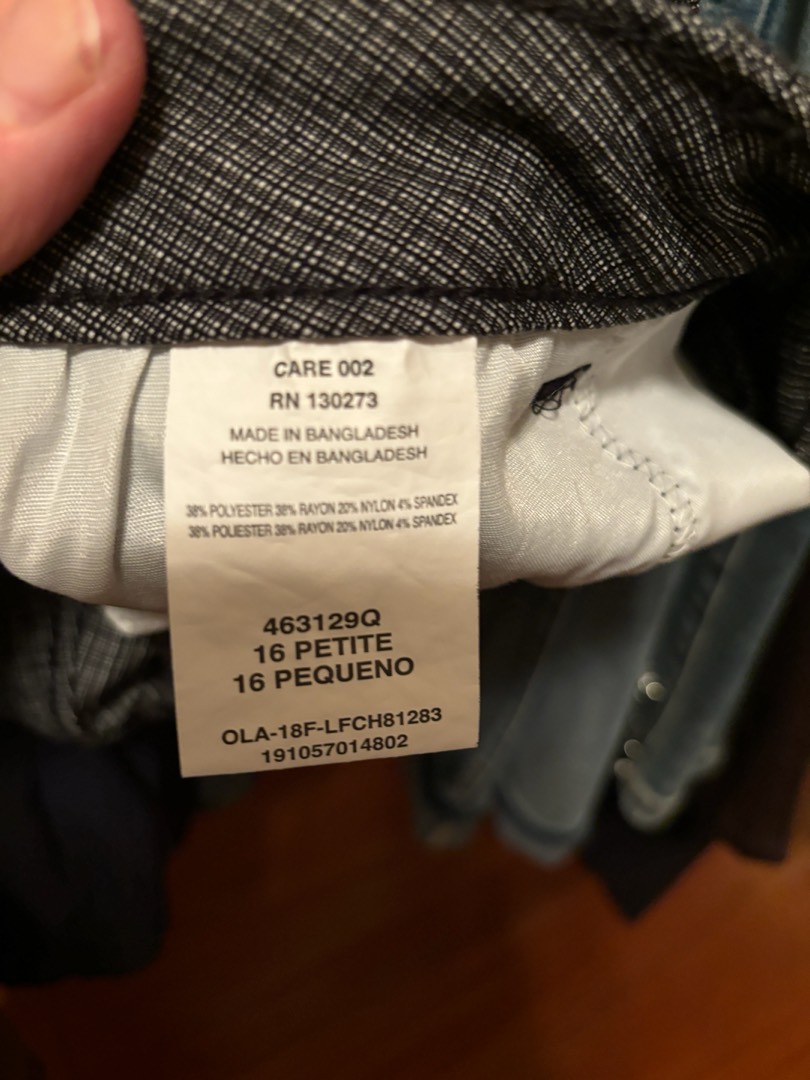 CARE 002
RN 130273
MADE IN BANGLADESH
HECHO EN BANGLADESH
38% POLYESTER 38% RAYON 20% NYLON 4% SPANDEX
38% POLIESTER 38% RAYON 20% NYLON 4% SPANDEX
463129Q
16 PETITE
16 PEQUENO
OLA-18F-LFCH81283
191057014802